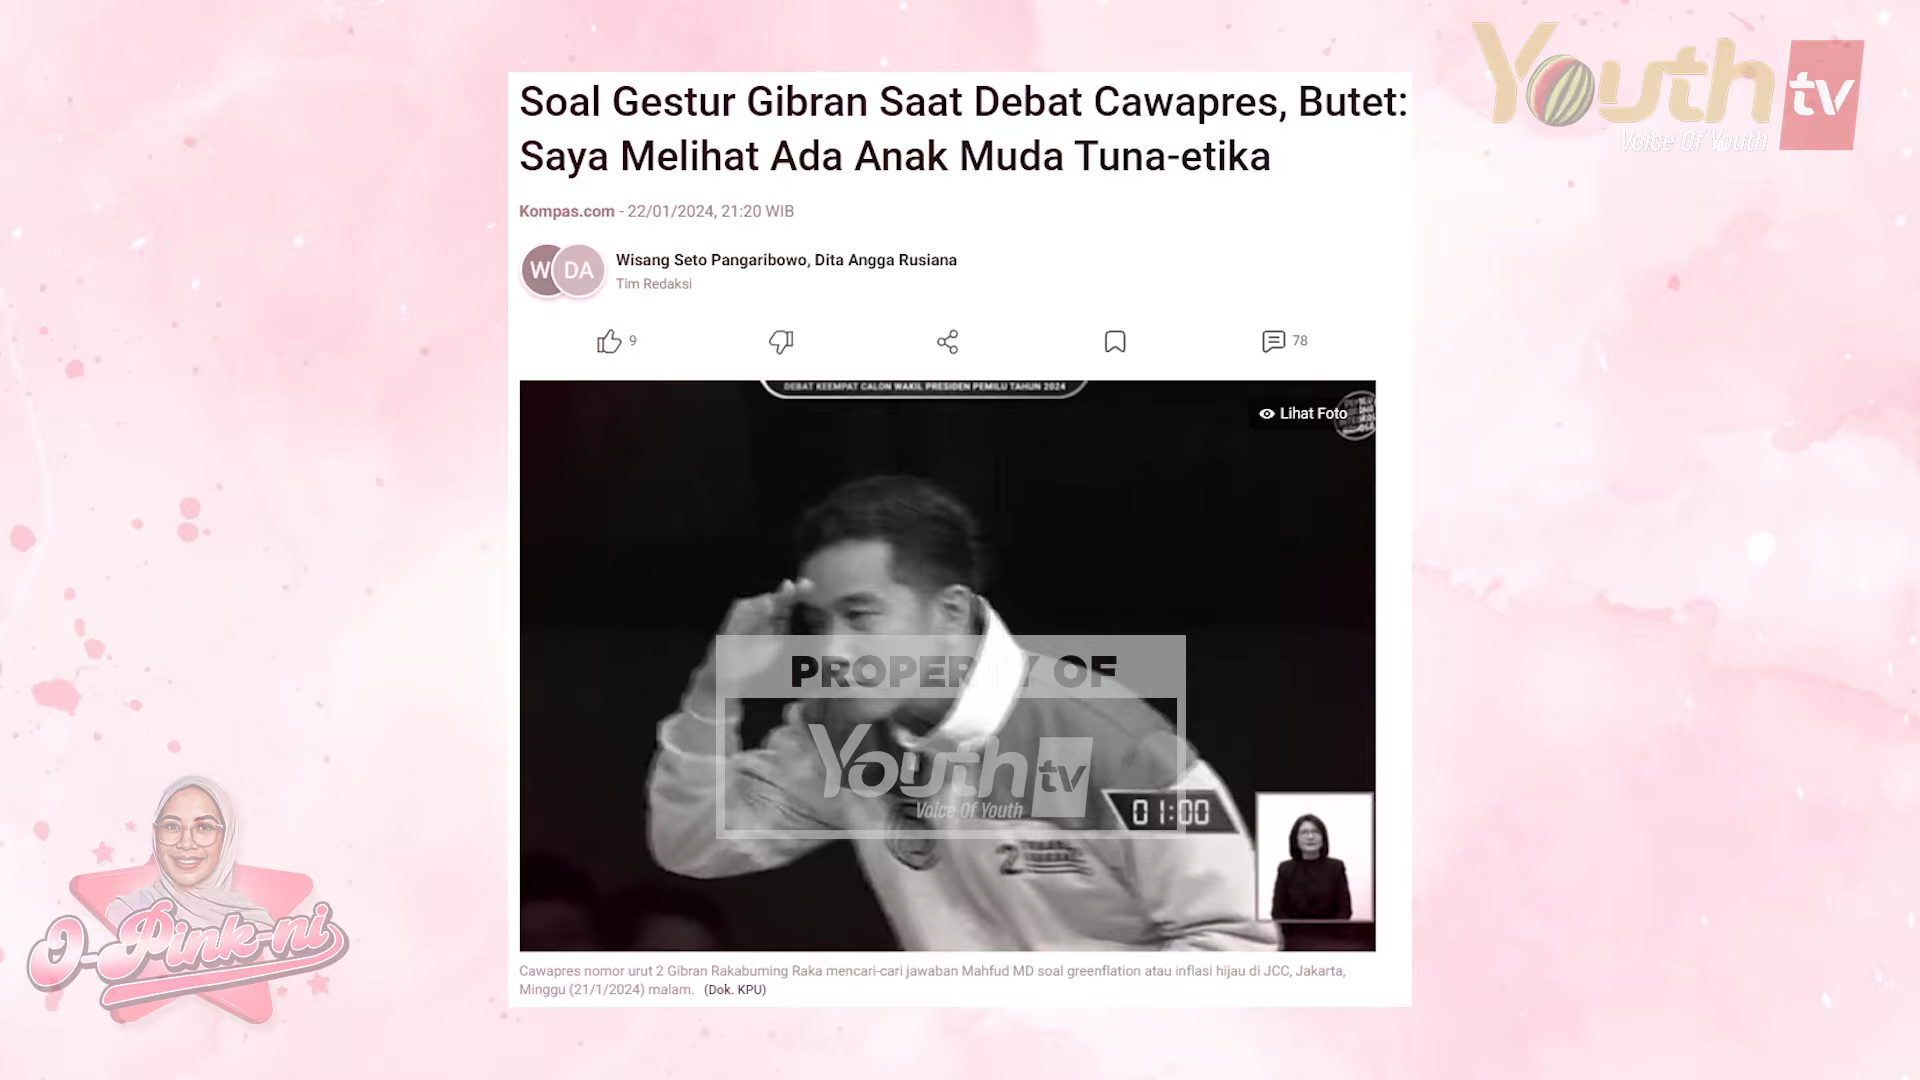 Youth tv
Voice Of Youth
Soal Gestur Gibran Saat Debat Cawapres, Butet:
Saya Melihat Ada Anak Muda Tuna-etika
Kompas.com - 22/01/2024, 21:20 WIB
W DA
Wisang Seto Pangaribowo, Dita Angga Rusiana
Tim Redaksi
9
78
DEBAT KEEMPAT CALON WAKIL PRESIDEN PEMILU TAHUN 2024
Lihat Foto
PROPERTY OF
Youth tv
Voice Of Youth
01:00
2
O-Pink-ni
Cawapres nomor urut 2 Gibran Rakabuming Raka mencari-cari jawaban Mahfud MD soal greenflation atau inflasi hijau di JCC, Jakarta,
Minggu (21/1/2024) malam. (Dok. KPU)